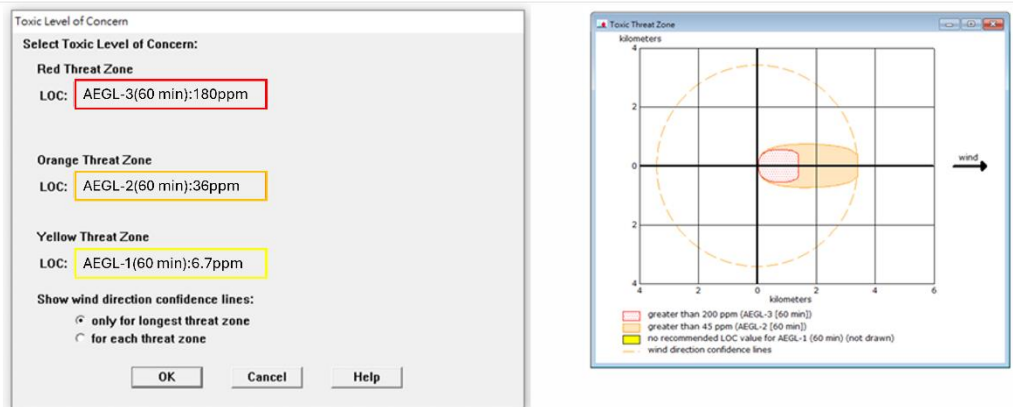 Toxic Level of Concern
Select Toxic Level of Concern:
Red Threat Zone
LOC: AEGL-3(60 min):180ppm
Orange Threat Zone
LOC: AEGL-2(60 min):36ppm
Yellow Threat Zone
LOC: AEGL-1(60 min):6.7ppm
Show wind direction confidence lines:
only for longest threat zone
for each threat zone
OK Cancel Help
Toxic Threat Zone
kilometers
4
2
0
2
4
4 2 0 2 4 6
kilometers
wind
greater than 200 ppm (AEGL-3 [60 min])
greater than 45 ppm (AEGL-2 [60 min])
no recommended LOC value for AEGL-1 (60 min) (not drawn)
wind direction confidence lines